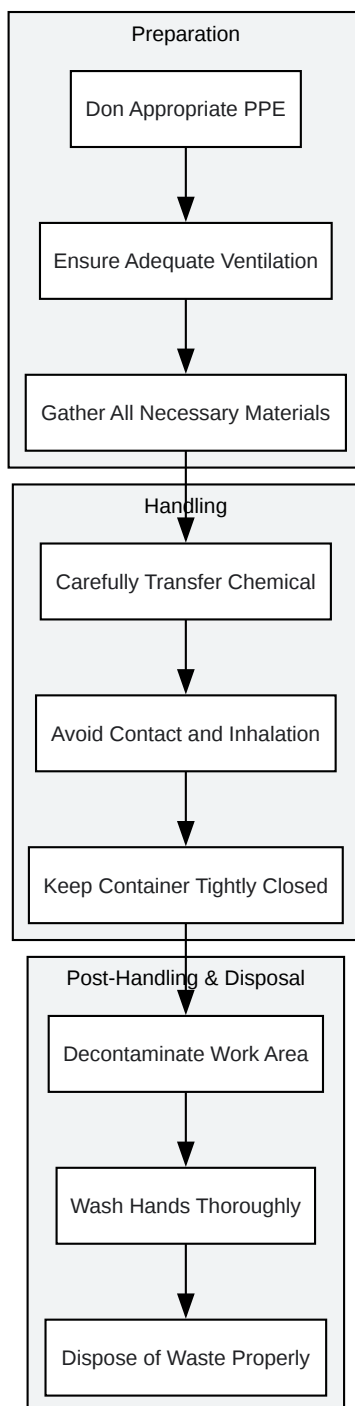 Preparation
Don Appropriate PPE
Ensure Adequate Ventilation
Gather All Necessary Materials
Handling
Carefully Transfer Chemical
Avoid Contact and Inhalation
Keep Container Tightly Closed
Post-Handling & Disposal
Decontaminate Work Area
Wash Hands Thoroughly
Dispose of Waste Properly